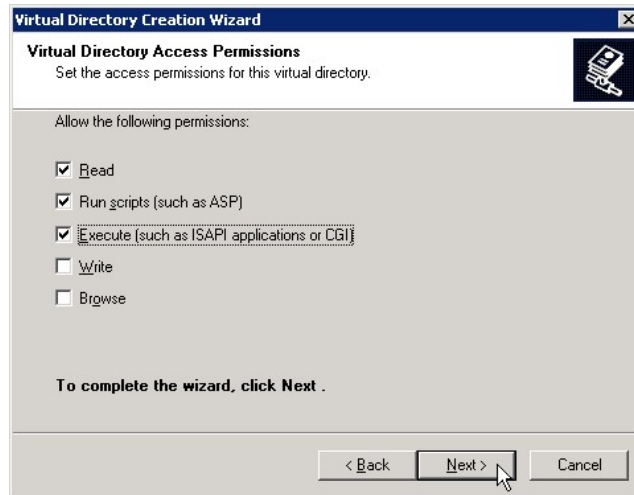 Virtual Directory Creation Wizard
Virtual Directory Access Permissions
Set the access permissions for this virtual directory.
Allow the following permissions:
Read
Run scripts (such as ASP)
Execute (such as ISAPI applications or CGI)
Write
Browse
To complete the wizard, click Next .
< Back Next > Cancel